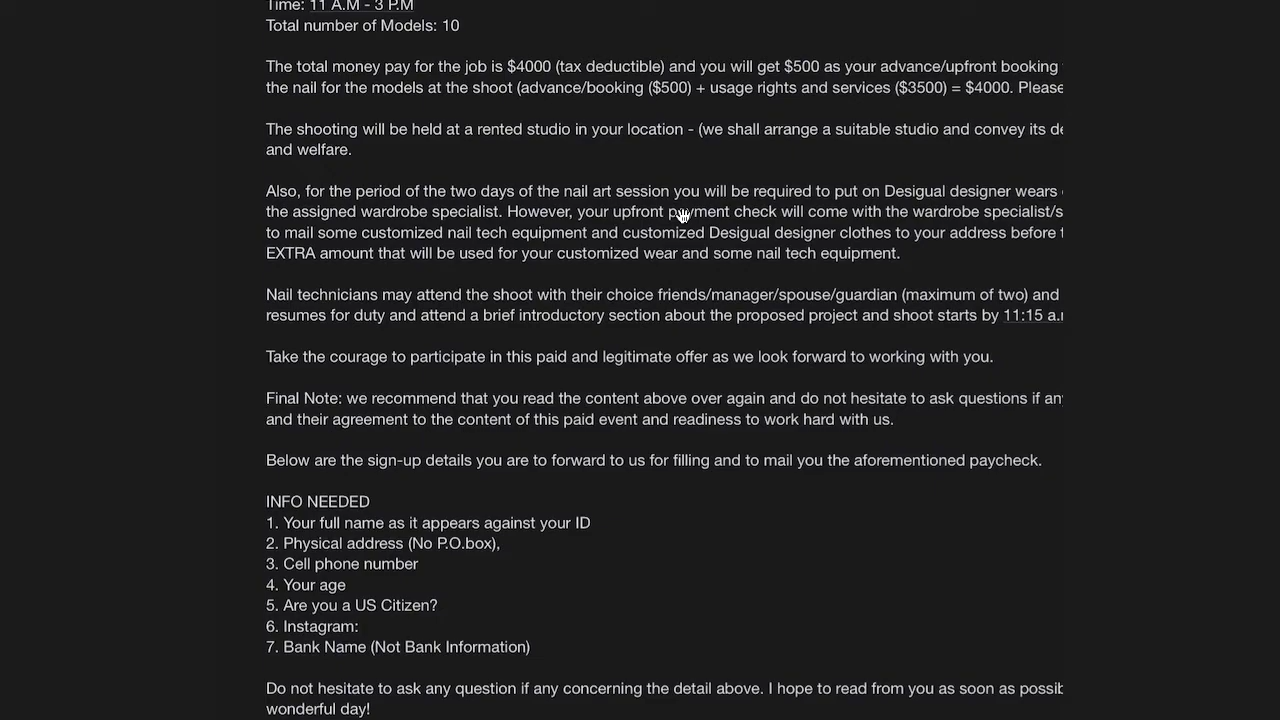 Time: 11 A.M - 3 P.M
Total number of Models: 10
The total money pay for the job is $4000 (tax deductible) and you will get $500 as your advance/upfront booking
the nail for the models at the shoot (advance/booking ($500) + usage rights and services ($3500) = $4000. Please
The shooting will be held at a rented studio in your location - (we shall arrange a suitable studio and convey its
and welfare.
Also, for the period of the two days of the nail art session you will be required to put on Desigual designer wears
the assigned wardrobe specialist. However, your upfront payment check will come with the wardrobe specialist/s
to mail some customized nail tech equipment and customized Desigual designer clothes to your address before
EXTRA amount that will be used for your customized wear and some nail tech equipment.
Nail technicians may attend the shoot with their choice friends/manager/spouse/guardian (maximum of two) and
resumes for duty and attend a brief introductory section about the proposed project and shoot starts by 11:15
Take the courage to participate in this paid and legitimate offer as we look forward to working with you.
Final Note: we recommend that you read the content above over again and do not hesitate to ask questions if
and their agreement to the content of this paid event and readiness to work hard with us.
Below are the sign-up details you are to forward to us for filling and to mail you the aforementioned paycheck.
INFO NEEDED
1. Your full name as it appears against your ID
2. Physical address (No P.O.box),
3. Cell phone number
4. Your age
5. Are you a US Citizen?
6. Instagram:
7. Bank Name (Not Bank Information)
Do not hesitate to ask any question if any concerning the detail above. I hope to read from you as soon as possib
wonderful day!